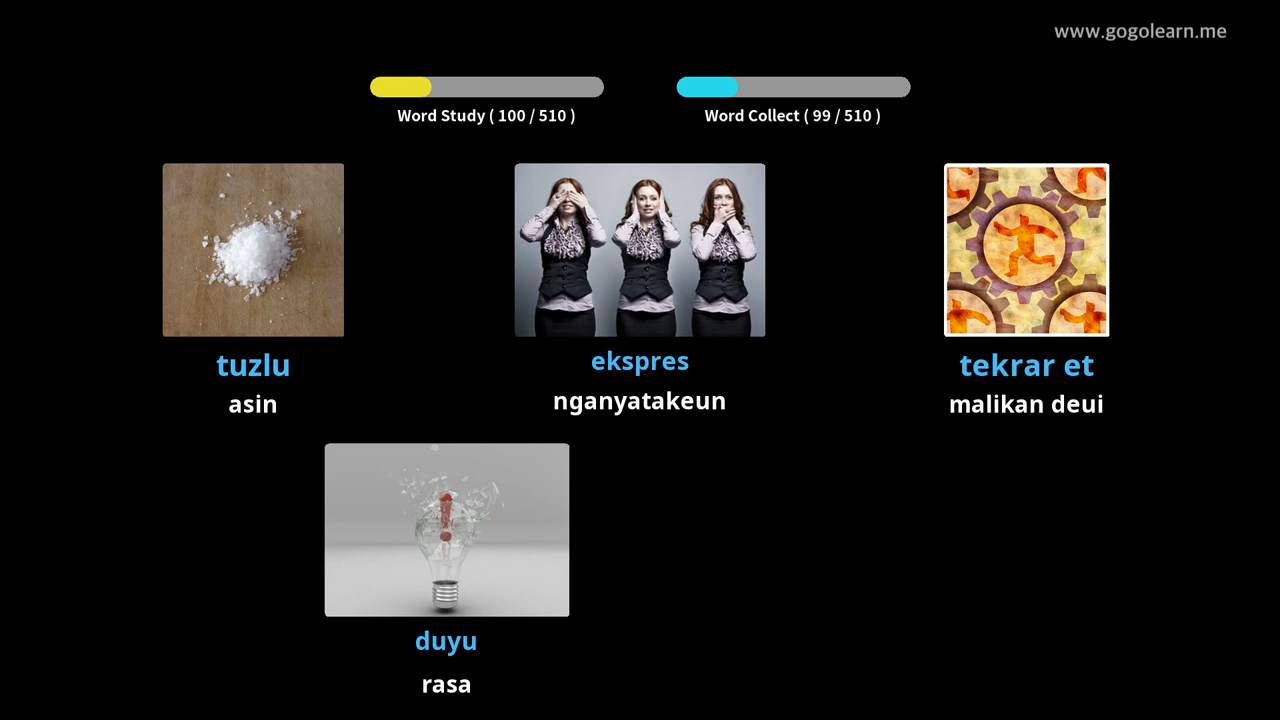 www.gogolearn.me
Word Study ( 100 / 510 )
Word Collect ( 99 / 510 )
tuzlu
asin
ekspres
nganyatakeun
tekrar et
malikan deui
duyu
rasa